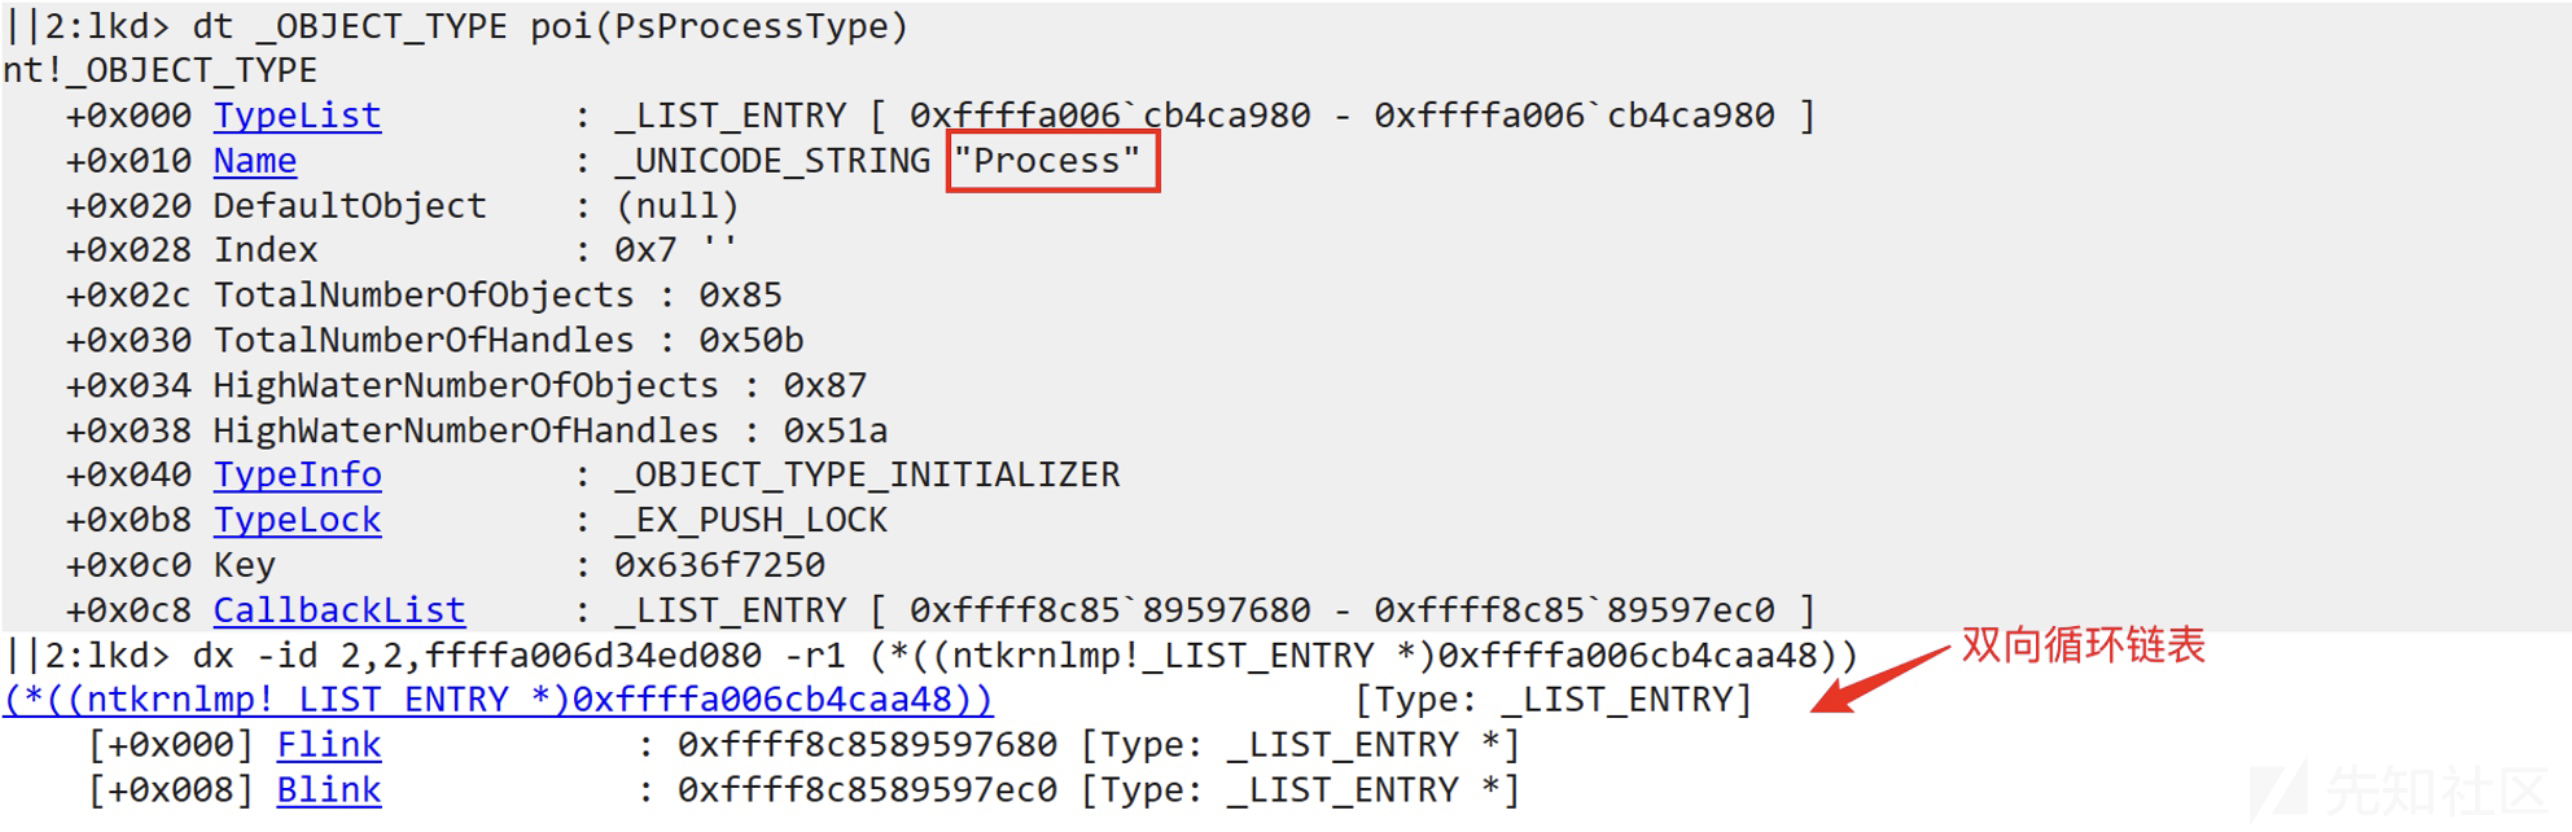 ||2:lkd> dt _OBJECT_TYPE poi(PsProcessType)
nt!_OBJECT_TYPE
   +0x000 TypeList         : _LIST_ENTRY [ 0xffffa006`cb4ca980 - 0xffffa006`cb4ca980 ]
   +0x010 Name             : _UNICODE_STRING "Process"
   +0x020 DefaultObject    : (null)
   +0x028 Index            : 0x7 ''
   +0x02c TotalNumberOfObjects : 0x85
   +0x030 TotalNumberOfHandles : 0x50b
   +0x034 HighWaterNumberOfObjects : 0x87
   +0x038 HighWaterNumberOfHandles : 0x51a
   +0x040 TypeInfo         : _OBJECT_TYPE_INITIALIZER
   +0x0b8 TypeLock         : _EX_PUSH_LOCK
   +0x0c0 Key              : 0x636f7250
   +0x0c8 CallbackList     : _LIST_ENTRY [ 0xffff8c85`89597680 - 0xffff8c85`89597ec0 ]
||2:lkd> dx -id 2,2,ffffa006d34ed080 -r1 (*((ntkrnlmp!_LIST_ENTRY *)0xffffa006cb4caa48))
双向循环链表
(*((ntkrnlmp!_LIST_ENTRY *)0xffffa006cb4caa48))                 [Type: _LIST_ENTRY]
    [+0x000] Flink            : 0xffff8c8589597680 [Type: _LIST_ENTRY *]
    [+0x008] Blink            : 0xffff8c8589597ec0 [Type: _LIST_ENTRY *]
先知社区